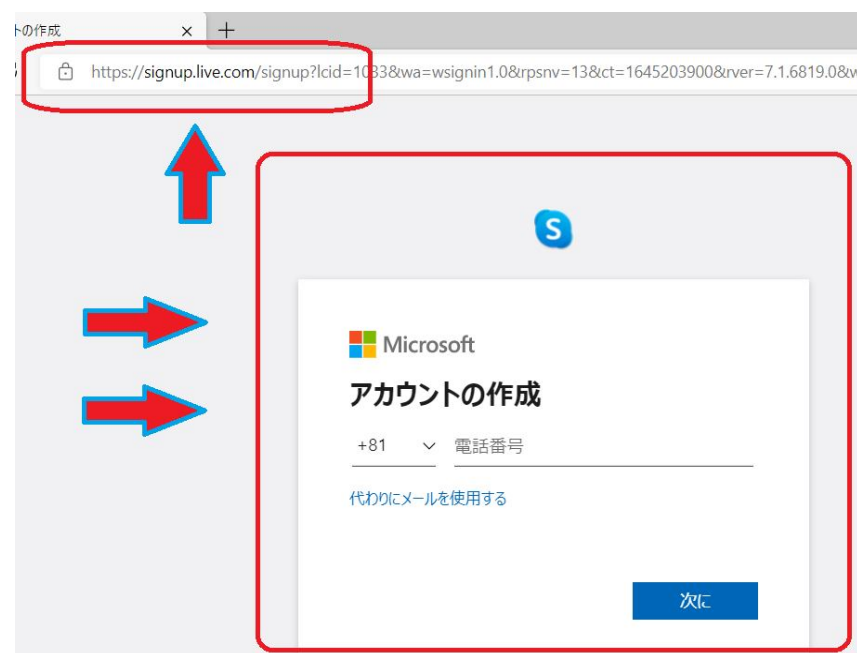 トの作成 × +
https://signup.live.com/signup?lcid=1033&wa=wsignin1.0&rpsnv=13&ct=1645203900&rver=7.1.6819.0&w
S
Microsoft
アカウントの作成
+81 電話番号
代わりにメールを使用する
次に